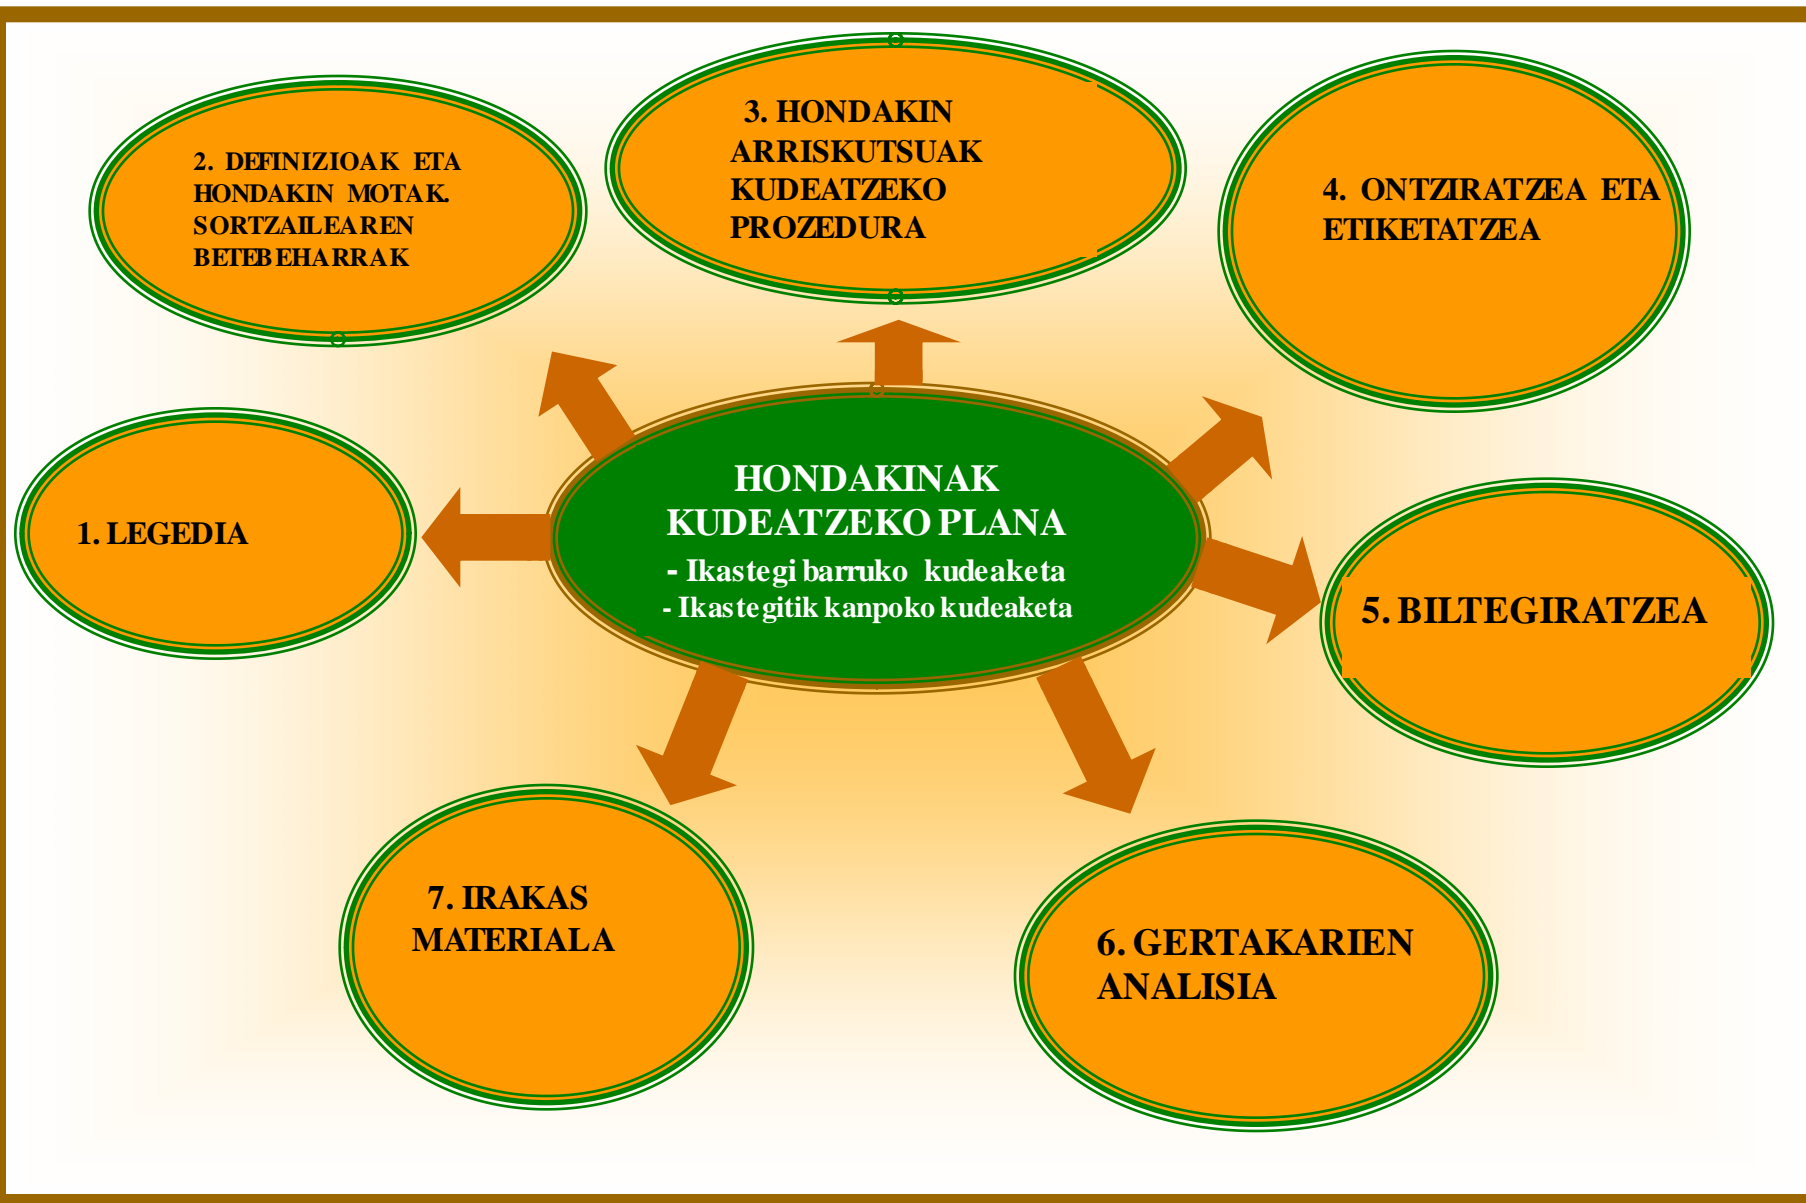 1. LEGEDIA
2. DEFINIZIOAK ETA
HONDAKIN MOTAK.
SORTZAILEAREN
BETEBEHARRAK
3. HONDAKIN
ARRISKUTSUAK
KUDEATZEKO
PROZEDURA
4. ONTZIRATZEA ETA
ETIKETATZEA
5. BILTEGIRATZEA
6. GERTAKARIEN
ANALISIA
7. IRAKAS
MATERIALA
HONDAKINAK
KUDEATZEKO PLANA
- Ikastegi barruko kudeaketa
- Ikastegitik kanpoko kudeaketa